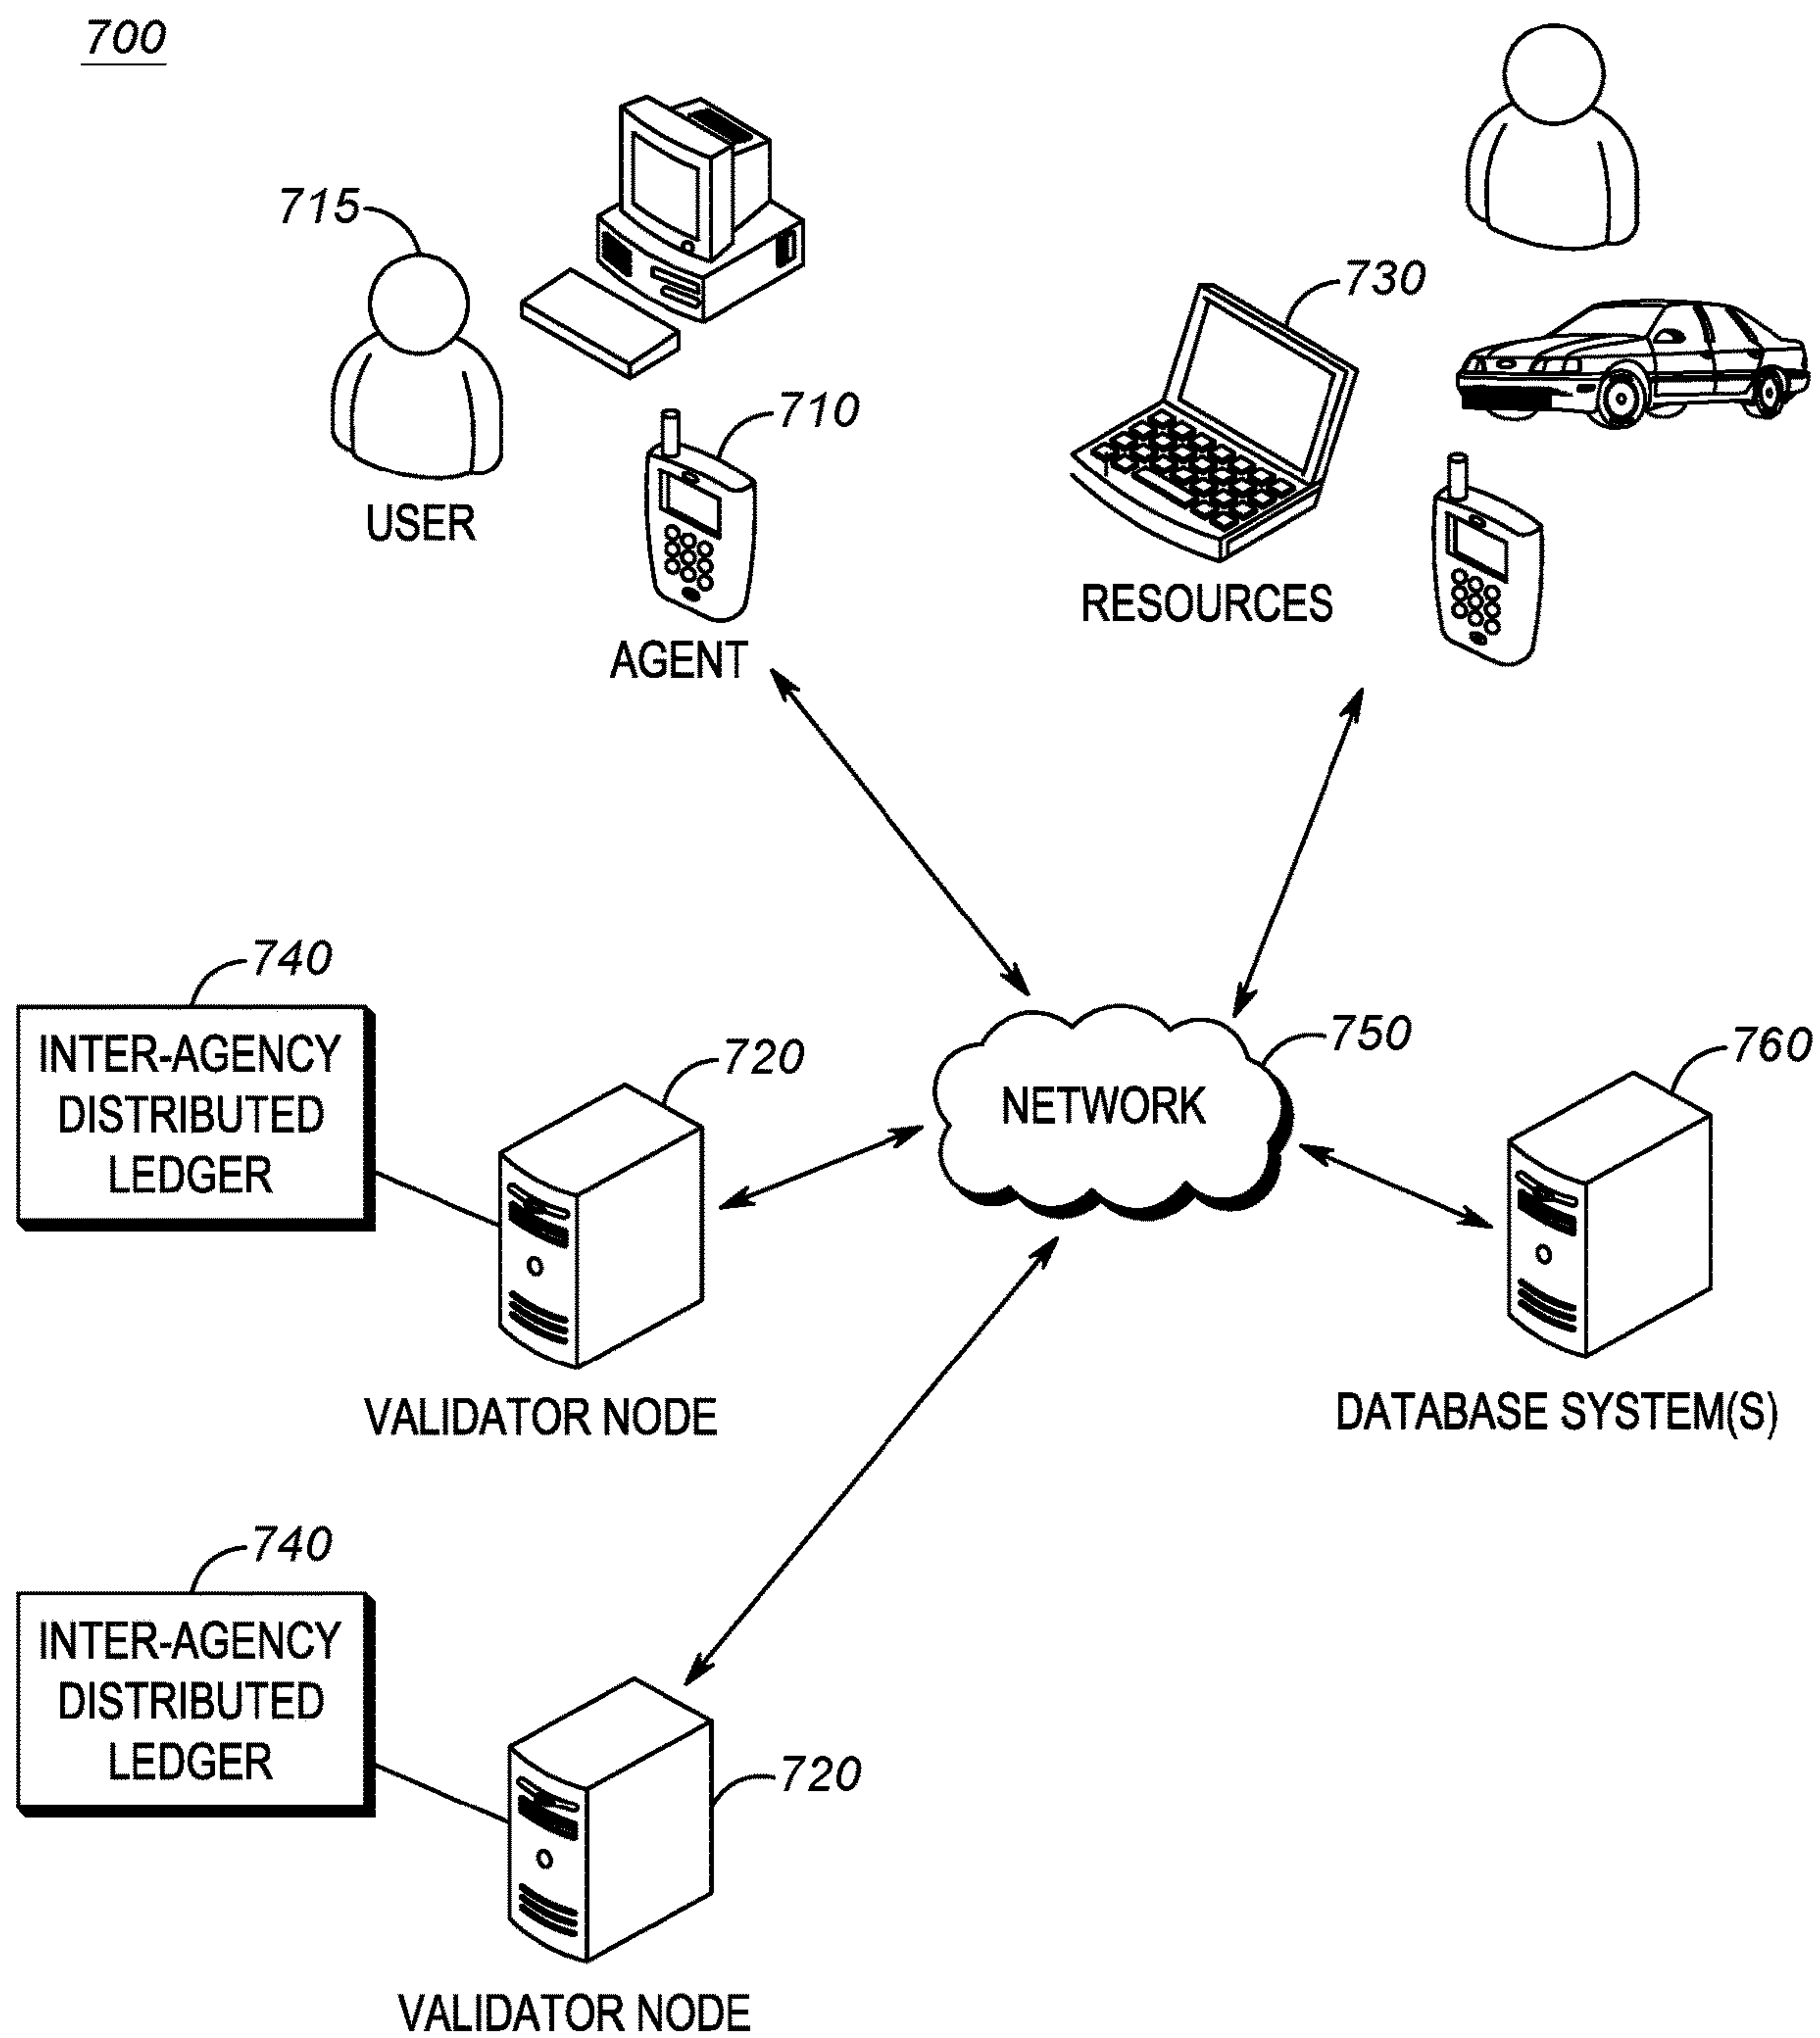 700
715
730
710
USER
RESOURCES
AGENT
740
INTER-AGENCY
DISTRIBUTED
LEDGER
720
750
NETWORK
760
VALIDATOR NODE
DATABASE SYSTEM(S)
740
INTER-AGENCY
DISTRIBUTED
LEDGER
720
VALIDATOR NODE